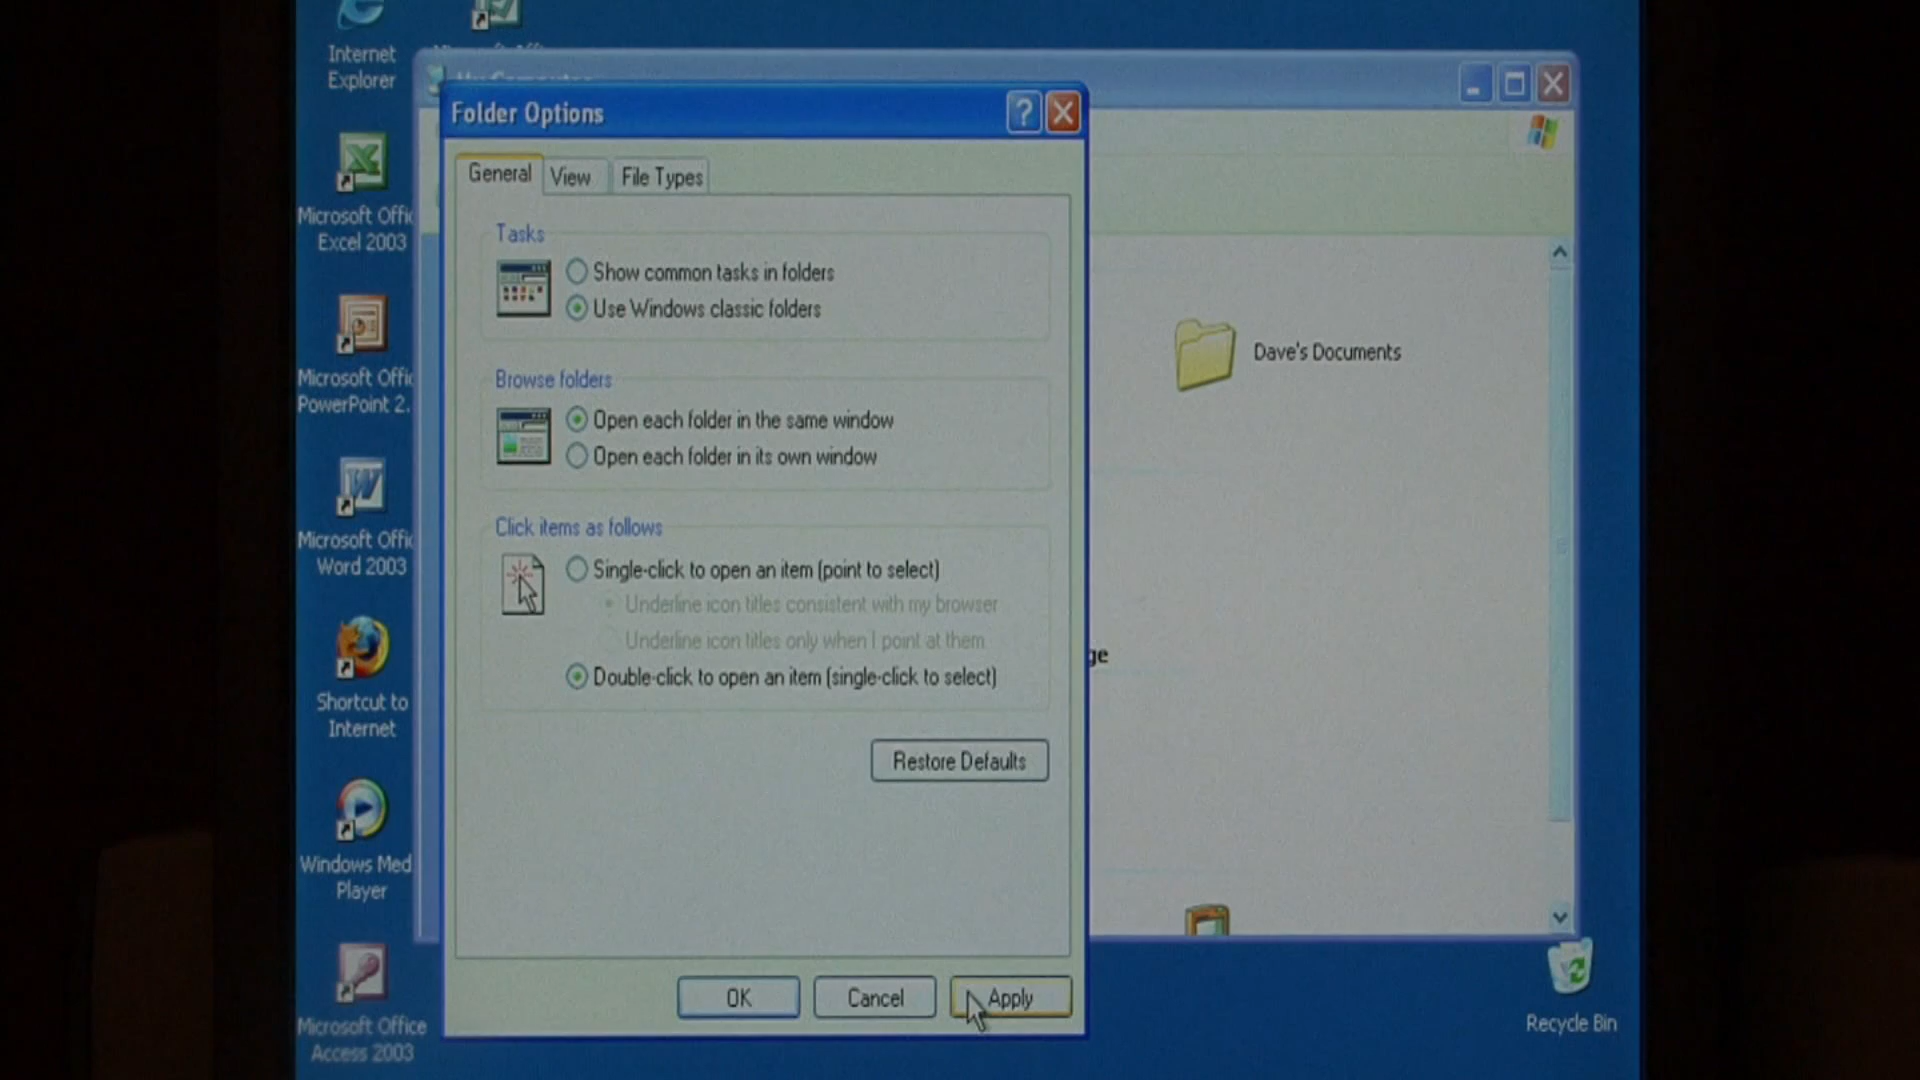 Internet
Explorer
Microsoft Offic
Excel 2003
Microsoft Offic
PowerPoint 2.
Microsoft Offic
Word 2003
Shortcut to
Internet
Windows Med
Player
Microsoft Office
Access 2003
My Computer
Folder Options
?
General
View
File Types
Tasks
Show common tasks in folders
Use Windows classic folders
Browse folders
Open each folder in the same window
Open each folder in its own window
Click items as follows
Single-click to open an item (point to select)
Underline icon titles consistent with my browser
Underline icon titles only when I point at them
Double-click to open an item (single-click to select)
Restore Defaults
OK
Cancel
Apply
Dave's Documents
ge
Recycle Bin